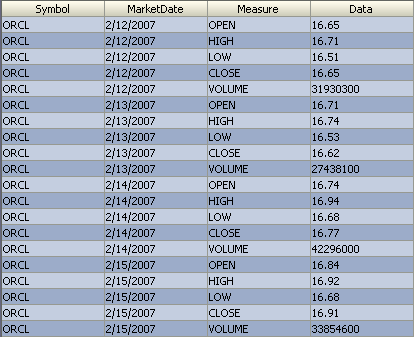 Symbol MarketDate Measure Data
ORCL 2/12/2007 OPEN 16.65
ORCL 2/12/2007 HIGH 16.71
ORCL 2/12/2007 LOW 16.51
ORCL 2/12/2007 CLOSE 16.65
ORCL 2/12/2007 VOLUME 31930300
ORCL 2/13/2007 OPEN 16.71
ORCL 2/13/2007 HIGH 16.74
ORCL 2/13/2007 LOW 16.53
ORCL 2/13/2007 CLOSE 16.62
ORCL 2/13/2007 VOLUME 27438100
ORCL 2/14/2007 OPEN 16.74
ORCL 2/14/2007 HIGH 16.94
ORCL 2/14/2007 LOW 16.68
ORCL 2/14/2007 CLOSE 16.77
ORCL 2/14/2007 VOLUME 42296000
ORCL 2/15/2007 OPEN 16.84
ORCL 2/15/2007 HIGH 16.92
ORCL 2/15/2007 LOW 16.68
ORCL 2/15/2007 CLOSE 16.91
ORCL 2/15/2007 VOLUME 33854600